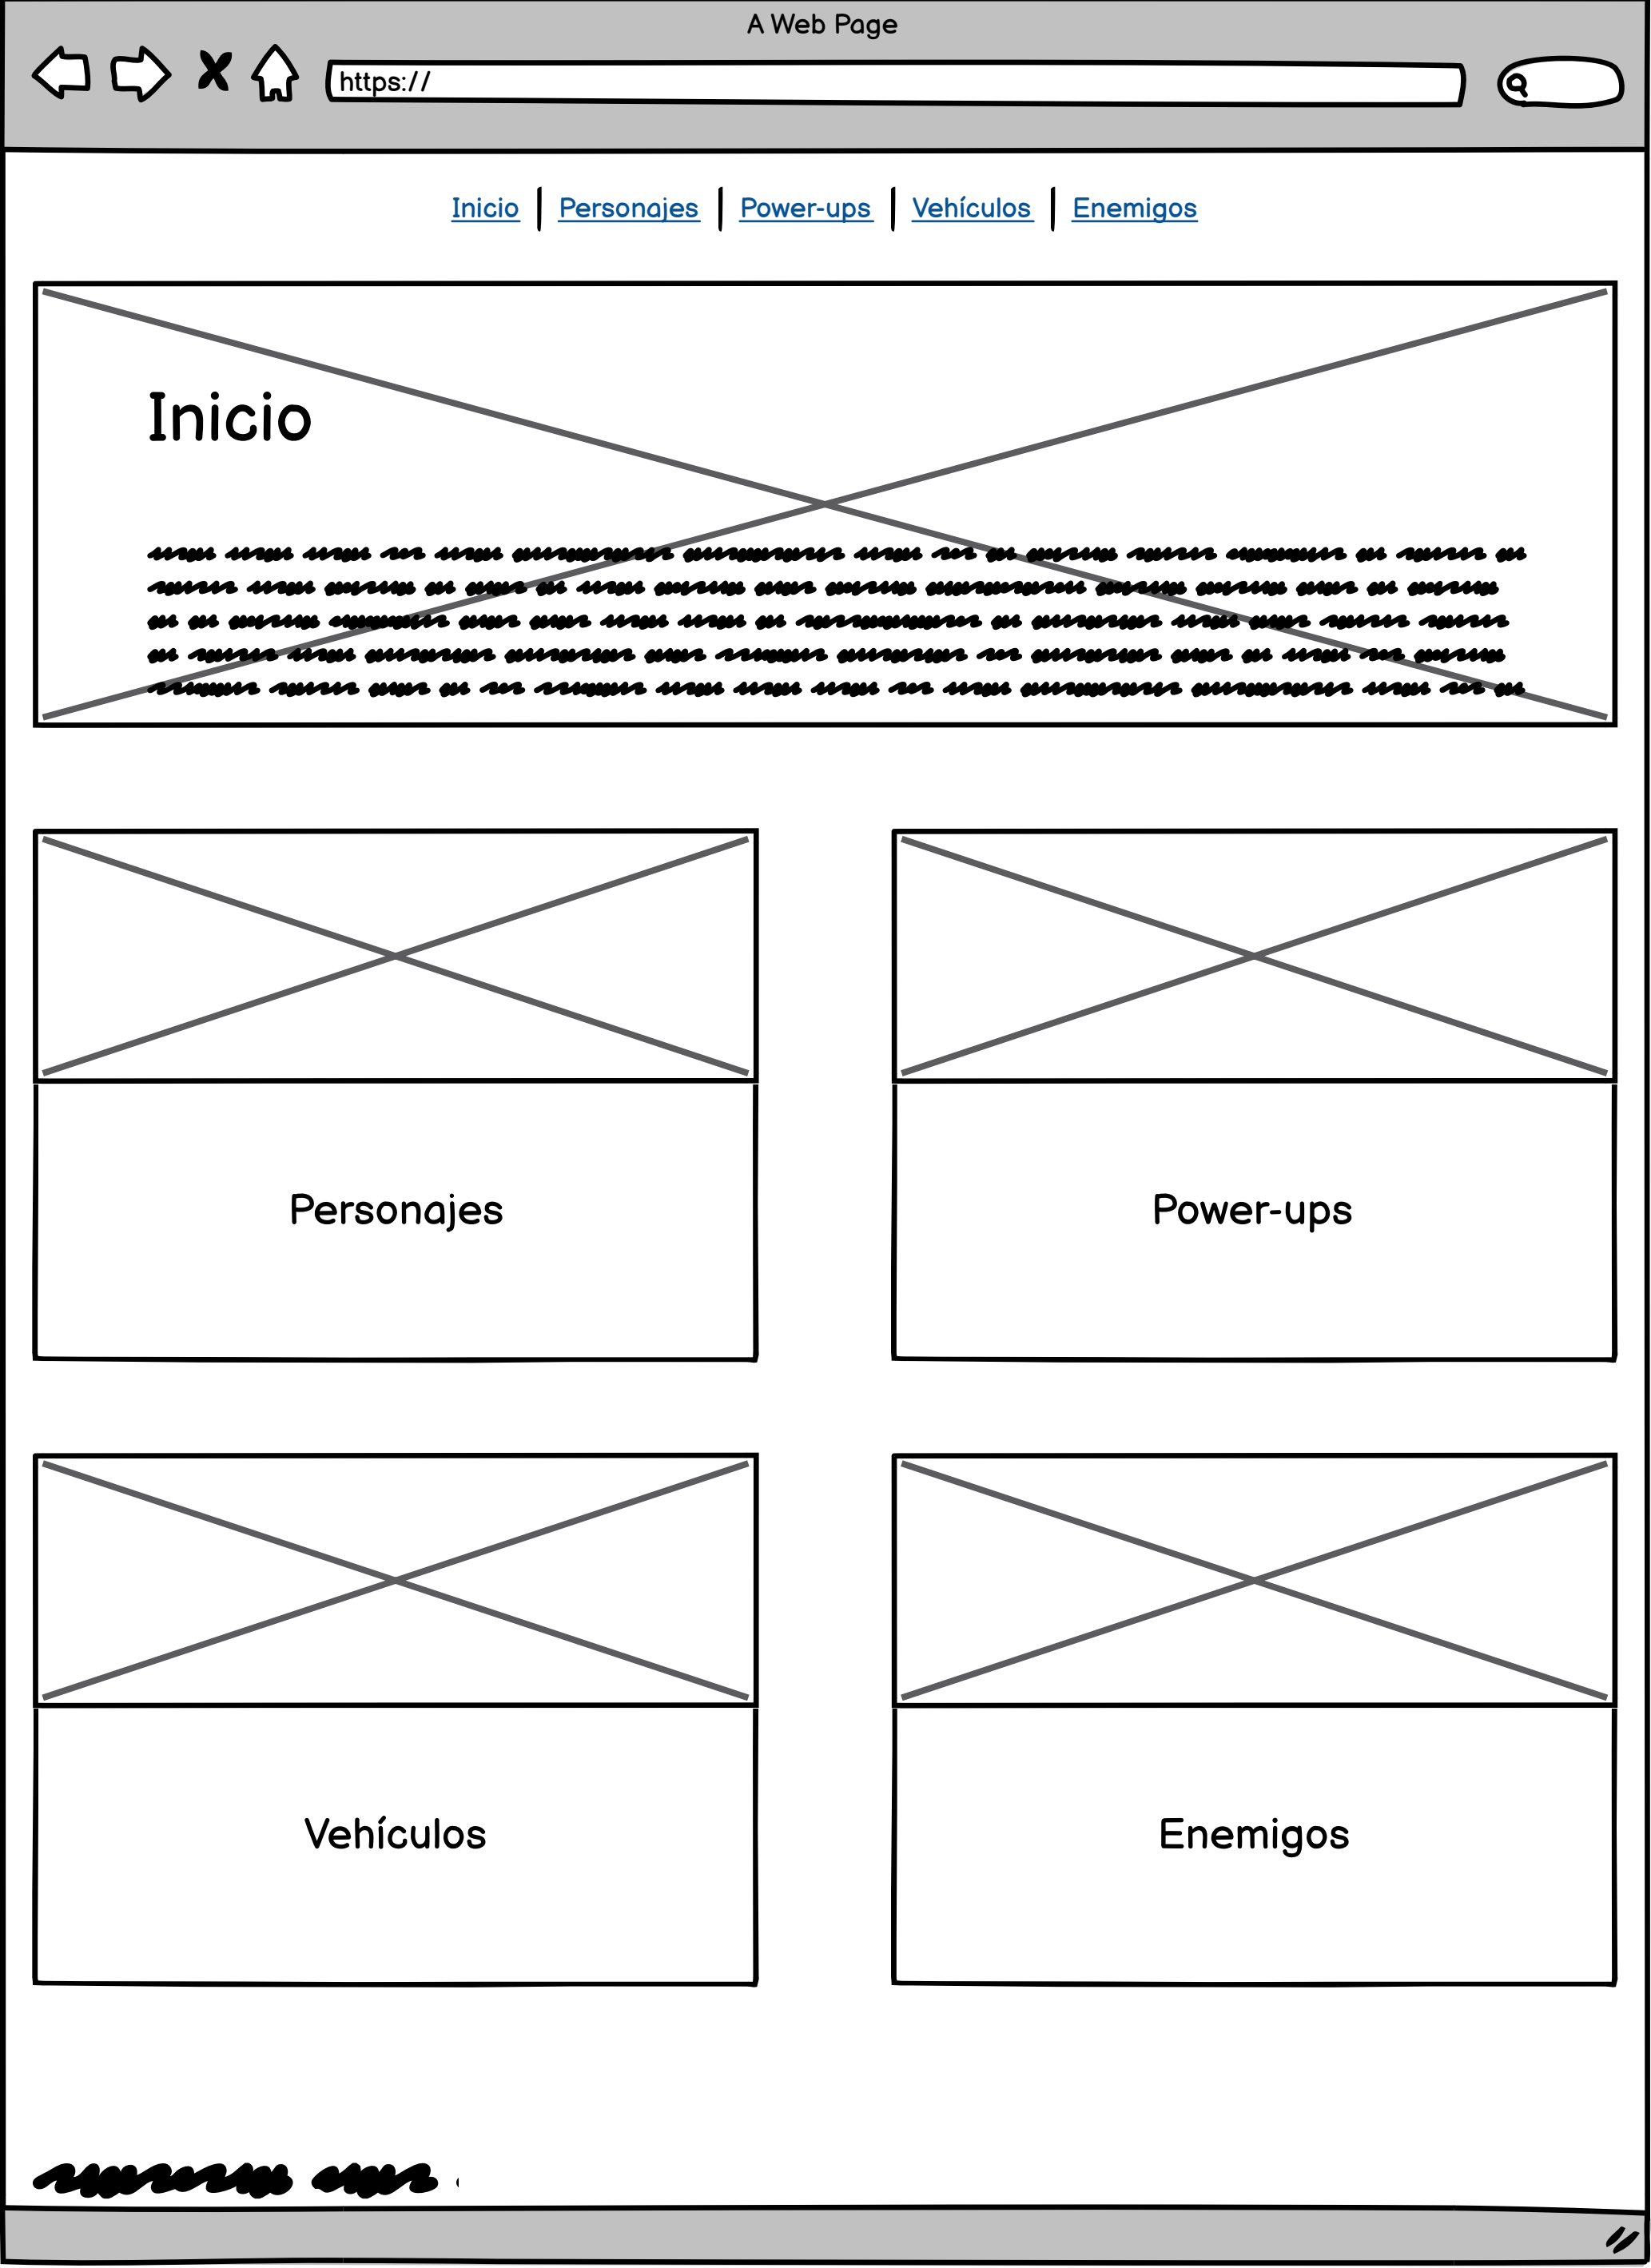 A Web Page
https://
Inicio Personajes Power-ups Vehículos Enemigos
Inicio
Personajes Power-ups
Vehículos Enemigos